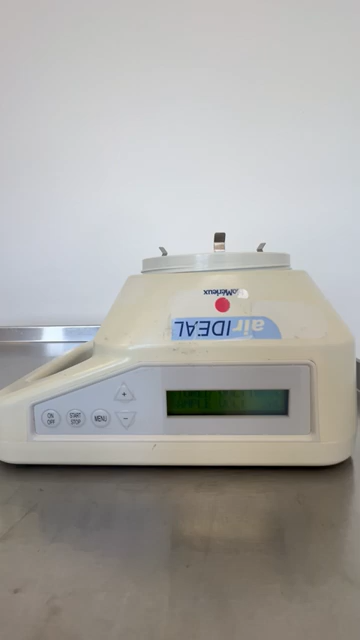 bioMérieux
air IDEAL
ON
OFF
START
STOP
MENU
+
−